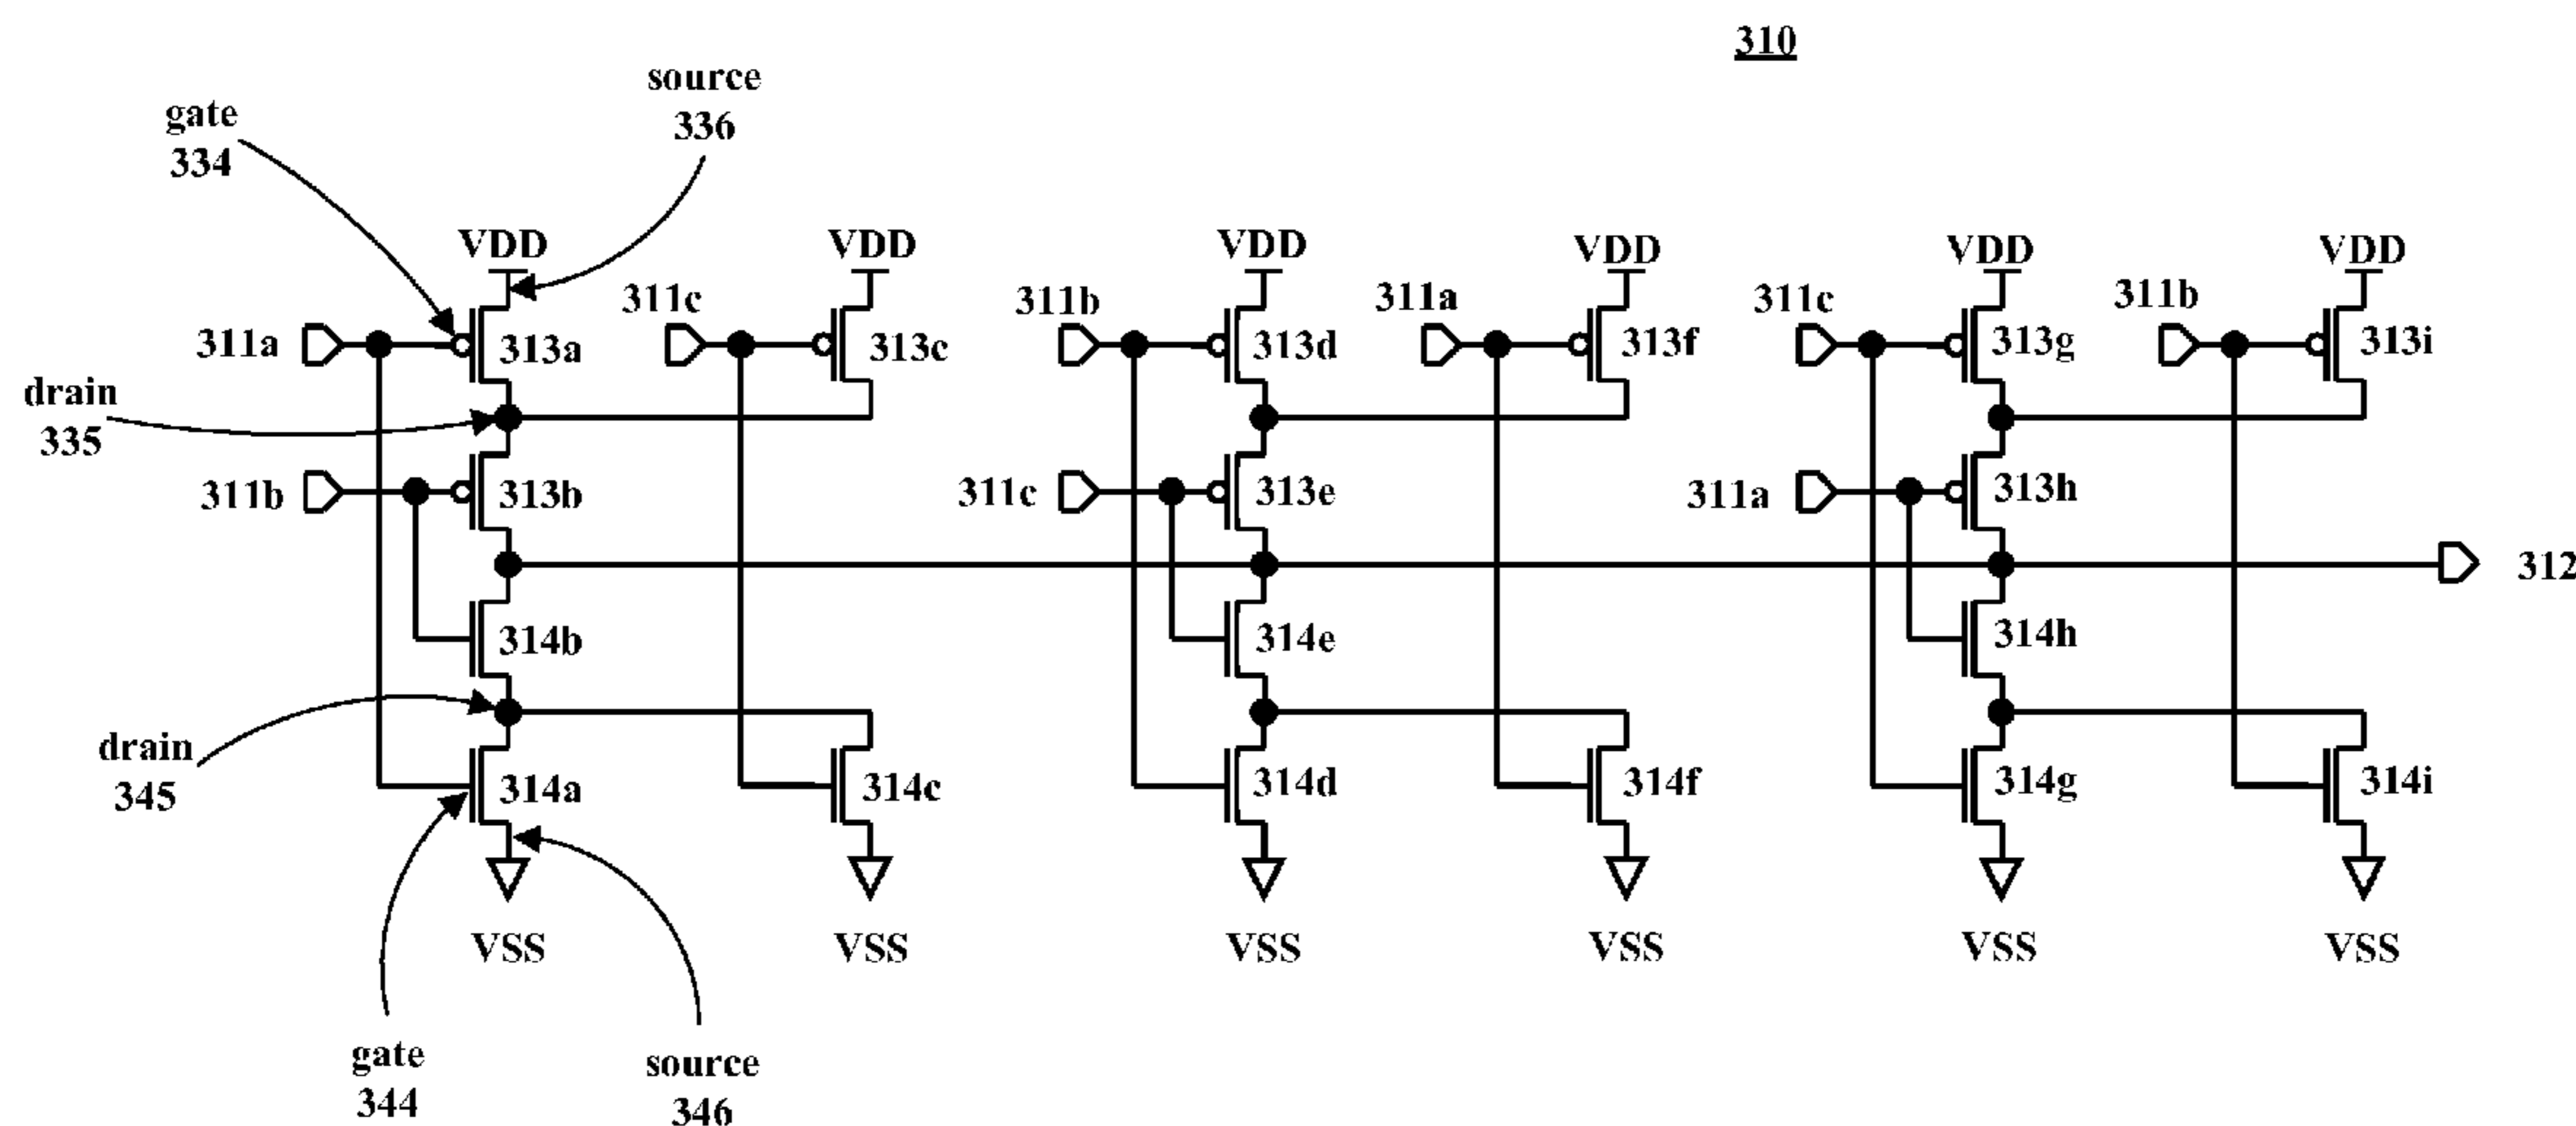 310
source
336
gate
334
VDD
VDD
VDD
VDD
VDD
VDD
311a
313a
311c
313c
311b
313d
311a
313f
311c
313g
311b
313i
drain
335
311b
313b
311c
313e
311a
313h
312
314b
314e
314h
drain
345
314a
314c
314d
314f
314g
314i
VSS
VSS
VSS
VSS
VSS
VSS
gate
344
source
346